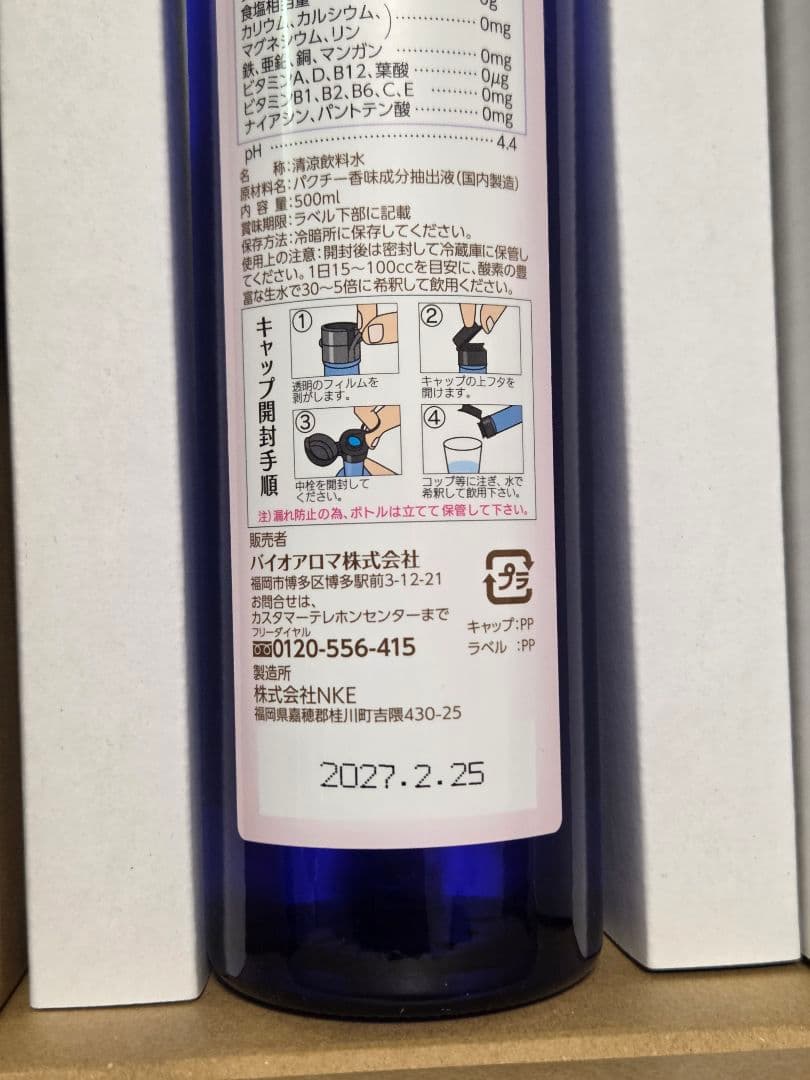 食塩相当量 0g
カリウム、カルシウム、
マグネシウム、リン ) 0mg
鉄、亜鉛、銅、マンガン 0mg
ビタミンA、D、B12、葉酸 0μg
ビタミンB1、B2、B6、C、E 0mg
ナイアシン、パントテン酸 0mg
pH 4.4
名 称:清涼飲料水
原材料名:パクチー香味成分抽出液(国内製造)
内 容 量:500ml
賞味期限:ラベル下部に記載
保存方法:冷暗所に保存してください。
使用上の注意:開封後は密封して冷蔵庫に保管し
てください。1日15〜100ccを目安に、酸素の豊
富な生水で30〜5倍に希釈して飲用ください。
キャップ開封手順
①
透明のフィルムを
剥がします。
②
キャップの上フタを
開けます。
③
中栓を開封して
ください。
④
コップ等に注ぎ、水で
希釈して飲用下さい。
注)漏れ防止の為、ボトルは立てて保管して下さい。
販売者
バイオアロマ株式会社
福岡市博多区博多駅前3-12-21
お問合せは、
カスタマーテレホンセンターまで
フリーダイヤル
0120-556-415
プラ
キャップ:PP
ラベル :PP
製造所
株式会社NKE
福岡県嘉穂郡桂川町吉隈430-25
2027.2.25